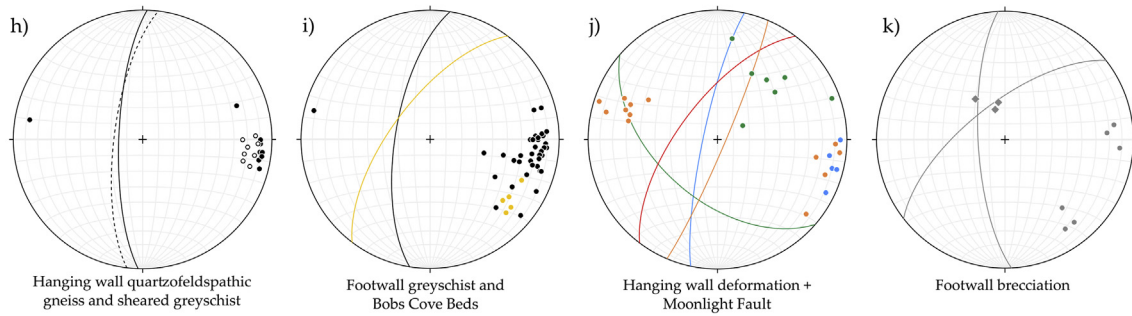 h)
i)
j)
k)
Hanging wall quartzofeldspathic
gneiss and sheared greyschist
Footwall greyschist and
Bobs Cove Beds
Hanging wall deformation +
Moonlight Fault
Footwall brecciation